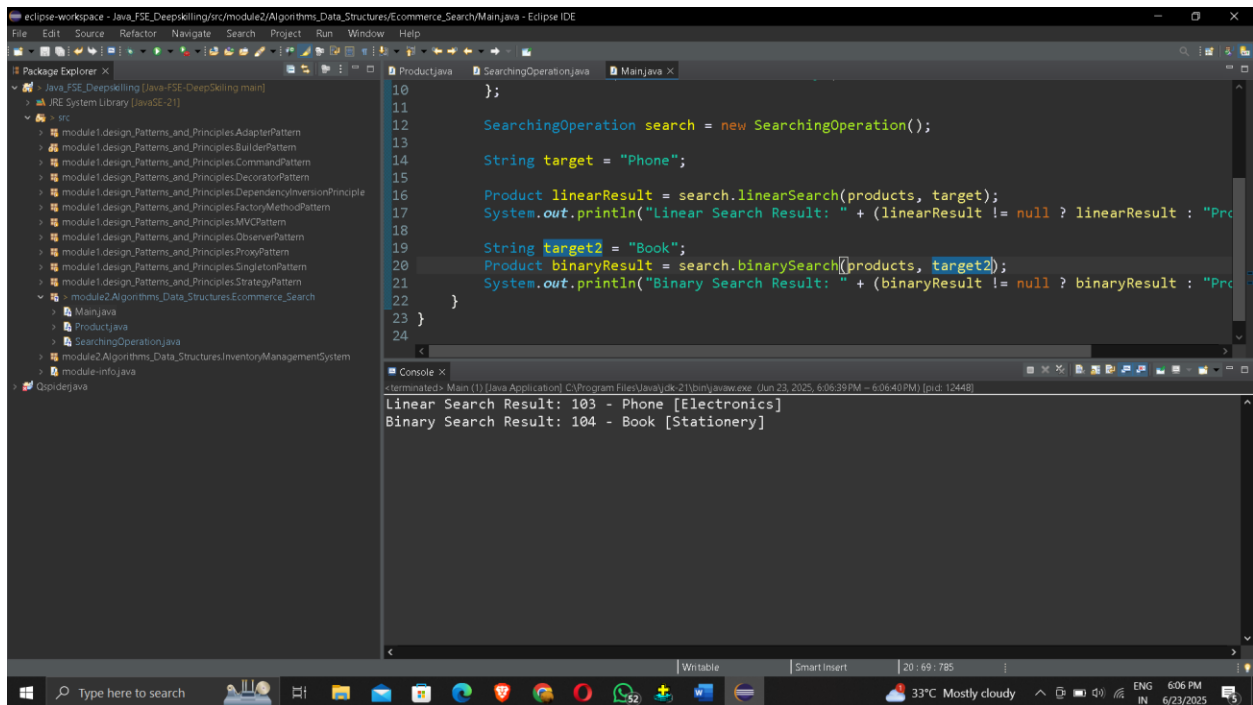 eclipse-workspace - Java_FSE_Deepskilling/src/module2/Algorithms_Data_Structures/Ecommerce_Search/Main.java - Eclipse IDE
File Edit Source Refactor Navigate Search Project Run Window Help
Package Explorer
Product.java SearchingOperation.java Main.java
> Java_FSE_Deepskilling [Java-FSE-DeepSkiling main]
JRE System Library [JavaSE-21]
> src
module1.design_Patterns_and_Principles.AdapterPattern
module1.design_Patterns_and_Principles.BuilderPattern
module1.design_Patterns_and_Principles.CommandPattern
module1.design_Patterns_and_Principles.DecoratorPattern
module1.design_Patterns_and_Principles.DependencyInversionPrinciple
module1.design_Patterns_and_Principles.FactoryMethodPattern
module1.design_Patterns_and_Principles.MVCPattern
module1.design_Patterns_and_Principles.ObserverPattern
module1.design_Patterns_and_Principles.ProxyPattern
module1.design_Patterns_and_Principles.SingletonPattern
module1.design_Patterns_and_Principles.StrategyPattern
> module2.Algorithms_Data_Structures.Ecommerce_Search
Main.java
Product.java
SearchingOperation.java
module2.Algorithms_Data_Structures.InventoryManagementSystem
module-info.java
Qspiderjava
10 };
11
12 SearchingOperation search = new SearchingOperation();
13
14 String target = "Phone";
15
16 Product linearResult = search.linearSearch(products, target);
17 System.out.println("Linear Search Result: " + (linearResult != null ? linearResult : "Pro
18
19 String target2 = "Book";
20 Product binaryResult = search.binarySearch(products, target2);
21 System.out.println("Binary Search Result: " + (binaryResult != null ? binaryResult : "Pro
22 }
23 }
24
Console
<terminated> Main (1) [Java Application] C:\Program Files\Java\jdk-21\bin\javaw.exe (Jun 23, 2025, 6:06:39 PM – 6:06:40 PM) [pid: 12448]
Linear Search Result: 103 - Phone [Electronics]
Binary Search Result: 104 - Book [Stationery]
Writable Smart Insert 20 : 69 : 785
Type here to search 52 33°C Mostly cloudy ENG 6:06 PM
IN 6/23/2025 5